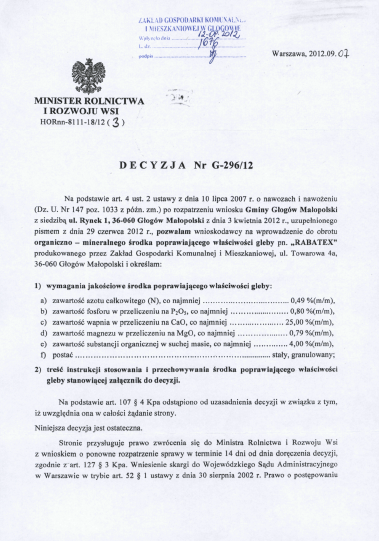 ZAKŁAD GOSPODARKI KOMUNALNEJ
I MIESZKANIOWEJ W GŁOGOWIE
Wpłynęło dnia 12.09.2012
L. dz. 1696
podpis
Warszawa, 2012.09.07
MINISTER ROLNICTWA
I ROZWOJU WSI
HORnn-8111-18/12 (3)
DECYZJA Nr G-296/12
Na podstawie art. 4 ust. 2 ustawy z dnia 10 lipca 2007 r. o nawozach i nawożeniu
(Dz. U. Nr 147 poz. 1033 z późn. zm.) po rozpatrzeniu wniosku Gminy Głogów Małopolski
z siedzibą ul. Rynek 1, 36-060 Głogów Małopolski z dnia 3 kwietnia 2012 r., uzupełnionego
pismem z dnia 29 czerwca 2012 r., pozwalam wnioskodawcy na wprowadzenie do obrotu
organiczno – mineralnego środka poprawiającego właściwości gleby pn. „RABATEX”
produkowanego przez Zakład Gospodarki Komunalnej i Mieszkaniowej, ul. Towarowa 4a,
36-060 Głogów Małopolski i określam:
1) wymagania jakościowe środka poprawiającego właściwości gleby:
a) zawartość azotu całkowitego (N), co najmniej .............................. 0,49 %(m/m),
b) zawartość fosforu w przeliczeniu na P₂O₅, co najmniej .................... 0,80 %(m/m),
c) zawartość wapnia w przeliczeniu na CaO, co najmniej .................... 25,00 %(m/m),
d) zawartość magnezu w przeliczeniu na MgO, co najmniej .................... 0,79 %(m/m),
e) zawartość substancji organicznej w suchej masie, co najmniej .......... 4,00 %(m/m),
f) postać ............................................................ stały, granulowany;
2) treść instrukcji stosowania i przechowywania środka poprawiającego właściwości
gleby stanowiącej załącznik do decyzji.
Na podstawie art. 107 § 4 Kpa odstąpiono od uzasadnienia decyzji w związku z tym,
iż uwzględnia ona w całości żądanie strony.
Niniejsza decyzja jest ostateczna.
Stronie przysługuje prawo zwrócenia się do Ministra Rolnictwa i Rozwoju Wsi
z wnioskiem o ponowne rozpatrzenie sprawy w terminie 14 dni od dnia doręczenia decyzji,
zgodnie z art. 127 § 3 Kpa. Wniesienie skargi do Wojewódzkiego Sądu Administracyjnego
w Warszawie w trybie art. 52 § 1 ustawy z dnia 30 sierpnia 2002 r. Prawo o postępowaniu